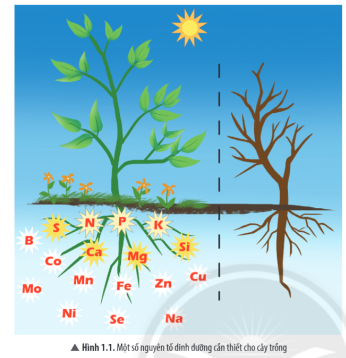 S N P K
B Ca Mg Si
Co
Mo Mn Fe Zn Cu
Ni Se Na
▲ Hình 1.1. Một số nguyên tố dinh dưỡng cần thiết cho cây trồng